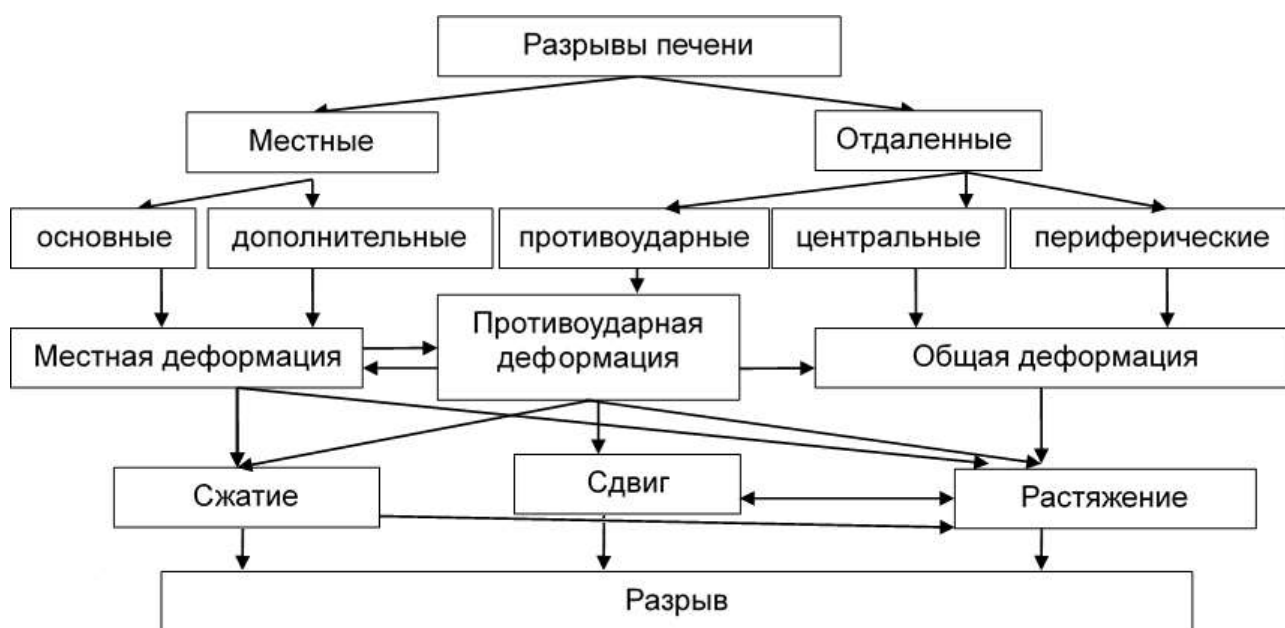 Разрывы печени
Местные
Отдаленные
основные
дополнительные
противоударные
центральные
периферические
Местная деформация
Противоударная
деформация
Общая деформация
Сжатие
Сдвиг
Растяжение
Разрыв